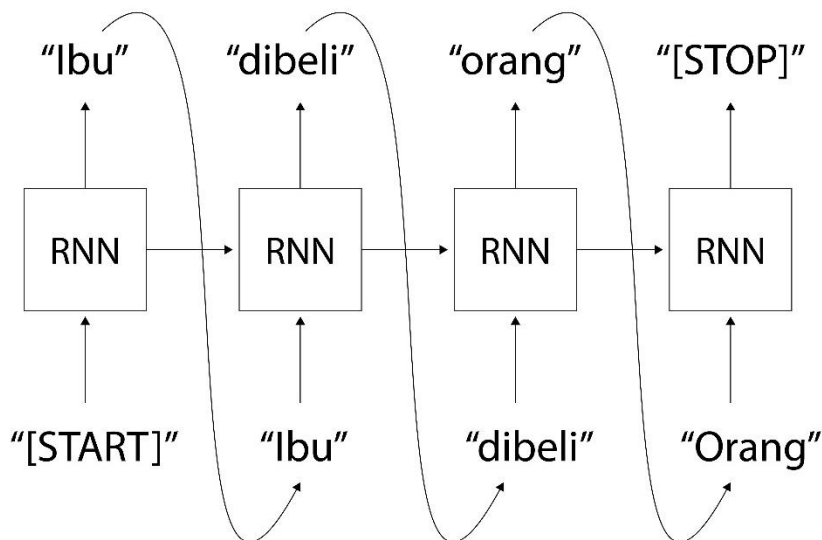 “Ibu” “dibeli” “orang” “[STOP]”
RNN RNN RNN RNN
“[START]” “Ibu” “dibeli” “Orang”